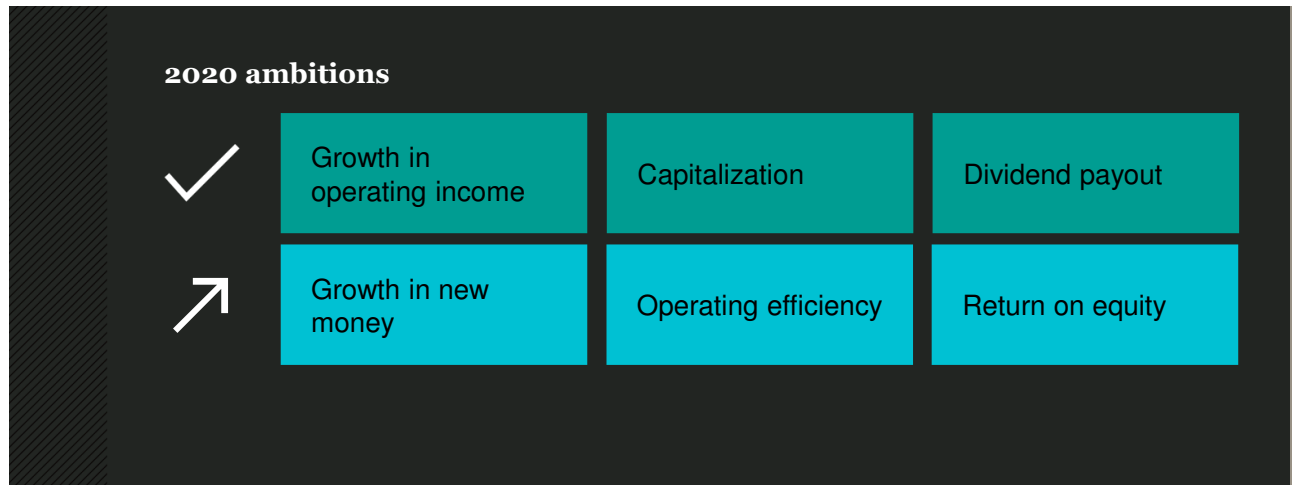 2020 ambitions
Growth in
operating income
Capitalization
Dividend payout
Growth in new
money
Operating efficiency
Return on equity